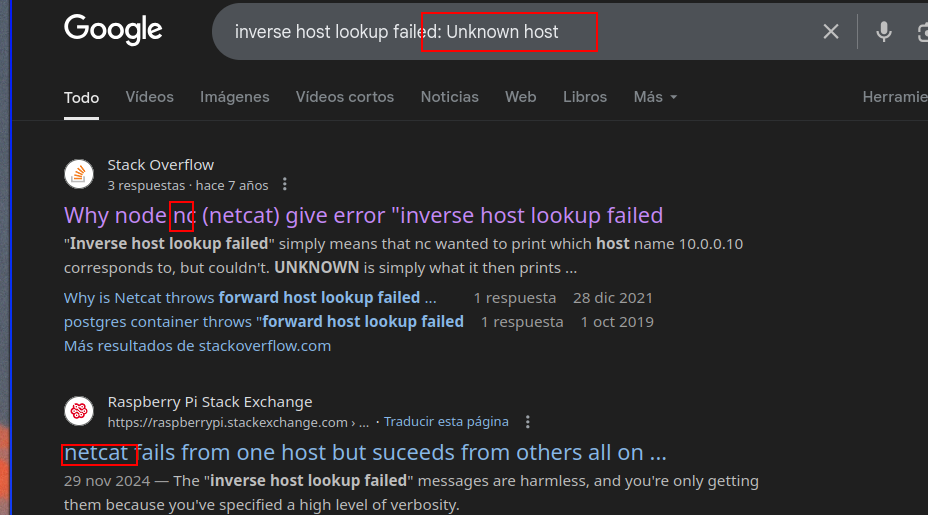 Google
inverse host lookup failed: Unknown host
Todo Vídeos Imágenes Vídeos cortos Noticias Web Libros Más Herramie
Stack Overflow
3 respuestas · hace 7 años
Why node nc (netcat) give error "inverse host lookup failed
"Inverse host lookup failed" simply means that nc wanted to print which host name 10.0.0.10
corresponds to, but couldn't. UNKNOWN is simply what it then prints ...
Why is Netcat throws forward host lookup failed ... 1 respuesta 28 dic 2021
postgres container throws "forward host lookup failed 1 respuesta 1 oct 2019
Más resultados de stackoverflow.com
Raspberry Pi Stack Exchange
https://raspberrypi.stackexchange.com › ... · Traducir esta página
netcat fails from one host but suceeds from others all on ...
29 nov 2024 — The "inverse host lookup failed" messages are harmless, and you're only getting
them because you've specified a high level of verbosity.